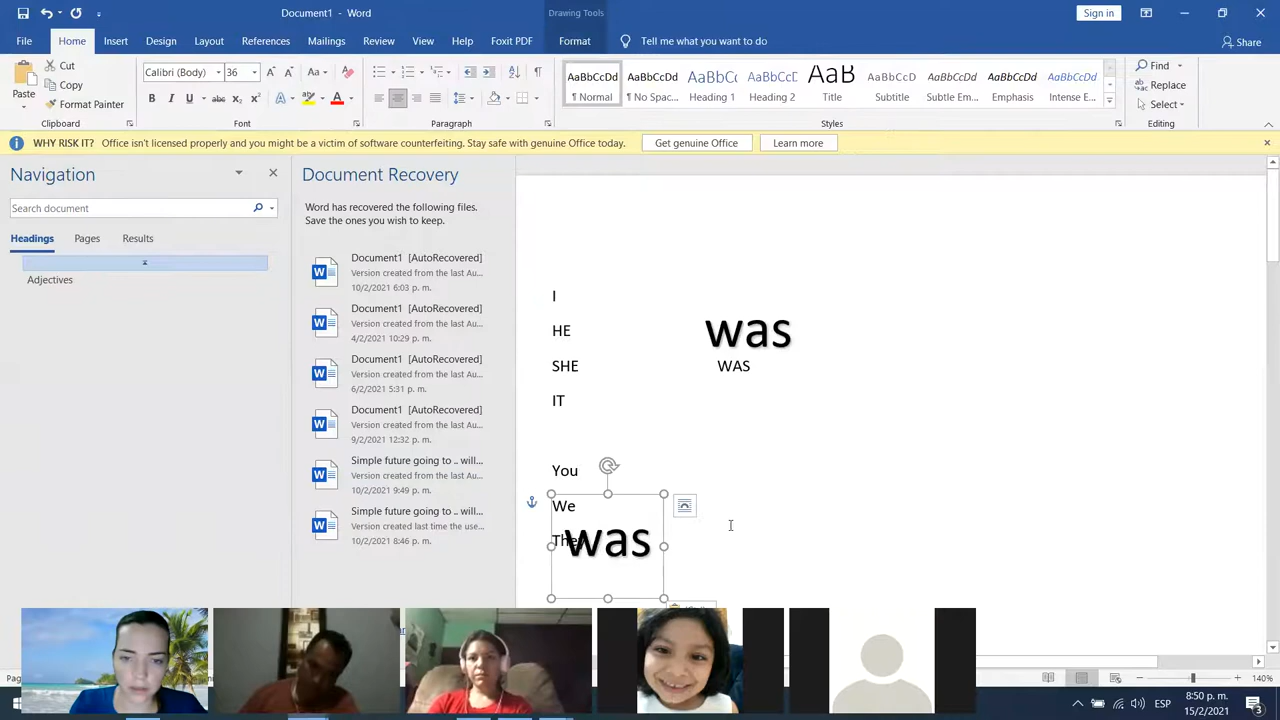 Document1 - Word
Drawing Tools
Sign in
File
Home
Insert
Design
Layout
References
Mailings
Review
View
Help
Foxit PDF
Format
Tell me what you want to do
Share
Paste
Cut
Copy
Format Painter
Clipboard
Calibri (Body)
36
Font
Paragraph
AaBbCcDd
¶ Normal
AaBbCcDd
¶ No Spac...
AaBbC
Heading 1
AaBbCcE
Heading 2
AaB
Title
AaBbCcD
Subtitle
AaBbCcDd
Subtle Em...
AaBbCcDd
Emphasis
AaBbCcDd
Intense E...
Styles
Find
Replace
Select
Editing
WHY RISK IT? Office isn't licensed properly and you might be a victim of software counterfeiting. Stay safe with genuine Office today.
Get genuine Office
Learn more
Navigation
Search document
Headings
Pages
Results
Adjectives
Document Recovery
Word has recovered the following files.
Save the ones you wish to keep.
Document1 [AutoRecovered]
Version created from the last Au...
10/2/2021 6:03 p. m.
Document1 [AutoRecovered]
Version created from the last Au...
4/2/2021 10:29 p. m.
Document1 [AutoRecovered]
Version created from the last Au...
6/2/2021 5:31 p. m.
Document1 [AutoRecovered]
Version created from the last Au...
9/2/2021 12:32 p. m.
Simple future going to .. will...
Version created from the last Au...
10/2/2021 9:49 p. m.
Simple future going to .. will...
Version created last time the use...
10/2/2021 8:46 p. m.
I
HE
was
SHE
WAS
IT
You
We
was
140%
8:50 p. m.
ESP
15/2/2021
3